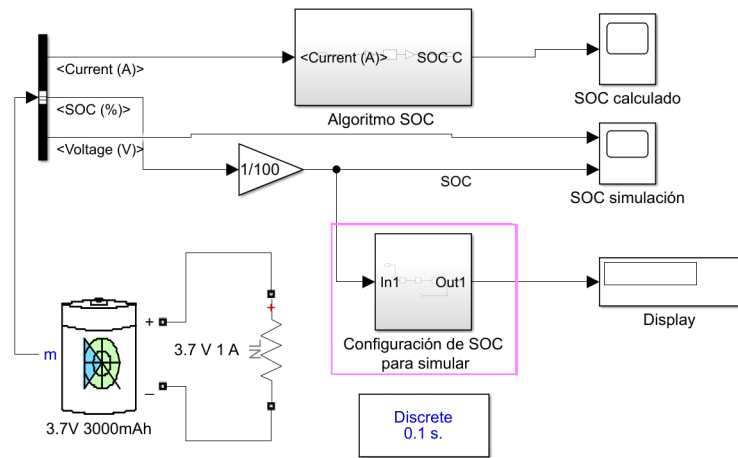 <Current (A)>
<SOC (%)>
<Voltage (V)>
<Current (A)>
SOC C
Algoritmo SOC
SOC calculado
1/100
SOC
SOC simulación
In1
Out1
Configuración de SOC
para simular
Display
m
+
_
3.7V 3000mAh
3.7 V 1 A
+
NL
Discrete
0.1 s.